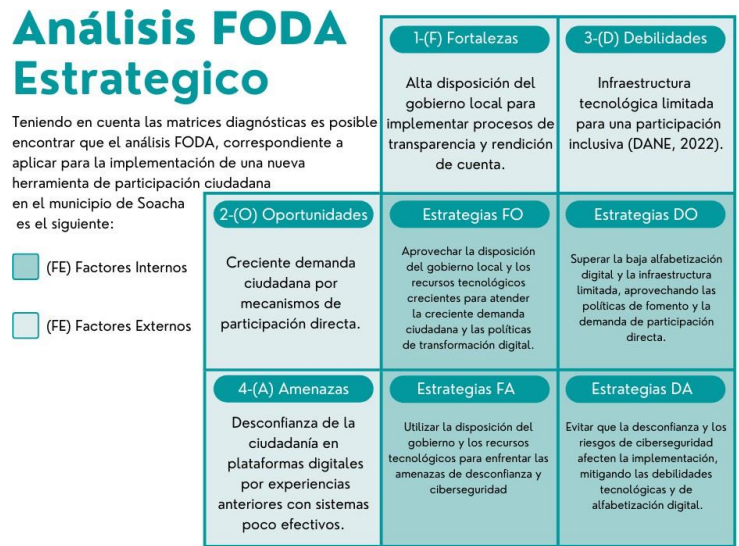 Análisis FODA
Estrategico
Teniendo en cuenta las matrices diagnósticas es posible
encontrar que el análisis FODA, correspondiente a
aplicar para la implementación de una nueva
herramienta de participación ciudadana
en el municipio de Soacha
es el siguiente:
(FE) Factores Internos
(FE) Factores Externos
1-(F) Fortalezas
Alta disposición del
gobierno local para
implementar procesos de
transparencia y rendición
de cuenta.
3-(D) Debilidades
Infraestructura
tecnológica limitada
para una participación
inclusiva (DANE, 2022).
2-(O) Oportunidades
Creciente demanda
ciudadana por
mecanismos de
participación directa.
Estrategias FO
Aprovechar la disposición
del gobierno local y los
recursos tecnológicos
crecientes para atender
la creciente demanda
ciudadana y las políticas
de transformación digital.
Estrategias DO
Superar la baja alfabetización
digital y la infraestructura
limitada, aprovechando las
políticas de fomento y la
demanda de participación
directa.
4-(A) Amenazas
Desconfianza de la
ciudadanía en
plataformas digitales
por experiencias
anteriores con sistemas
poco efectivos.
Estrategias FA
Utilizar la disposición del
gobierno y los recursos
tecnológicos para enfrentar las
amenazas de desconfianza y
ciberseguridad
Estrategias DA
Evitar que la desconfianza y los
riesgos de ciberseguridad
afecten la implementación,
mitigando las debilidades
tecnológicas y de
alfabetización digital.